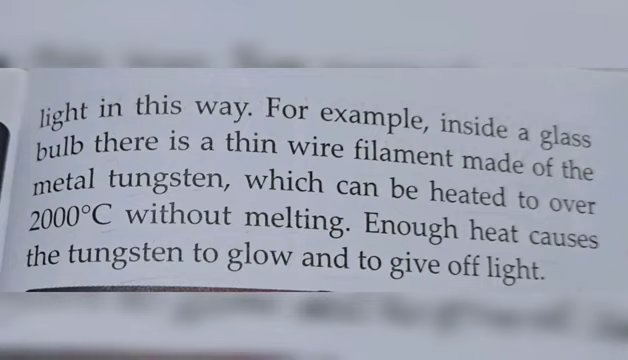 light in this way. For example, inside a glass
bulb there is a thin wire filament made of the
metal tungsten, which can be heated to over
2000°C without melting. Enough heat causes
the tungsten to glow and to give off light.